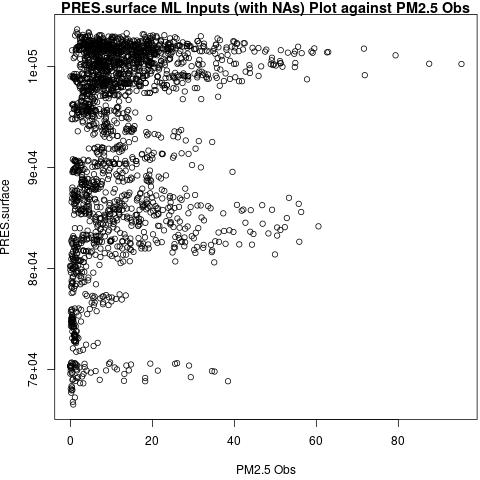 PRES.surface ML Inputs (with NAs) Plot against PM2.5 Obs
1e+05
9e+04
8e+04
7e+04
PRES.surface
0 20 40 60 80
PM2.5 Obs